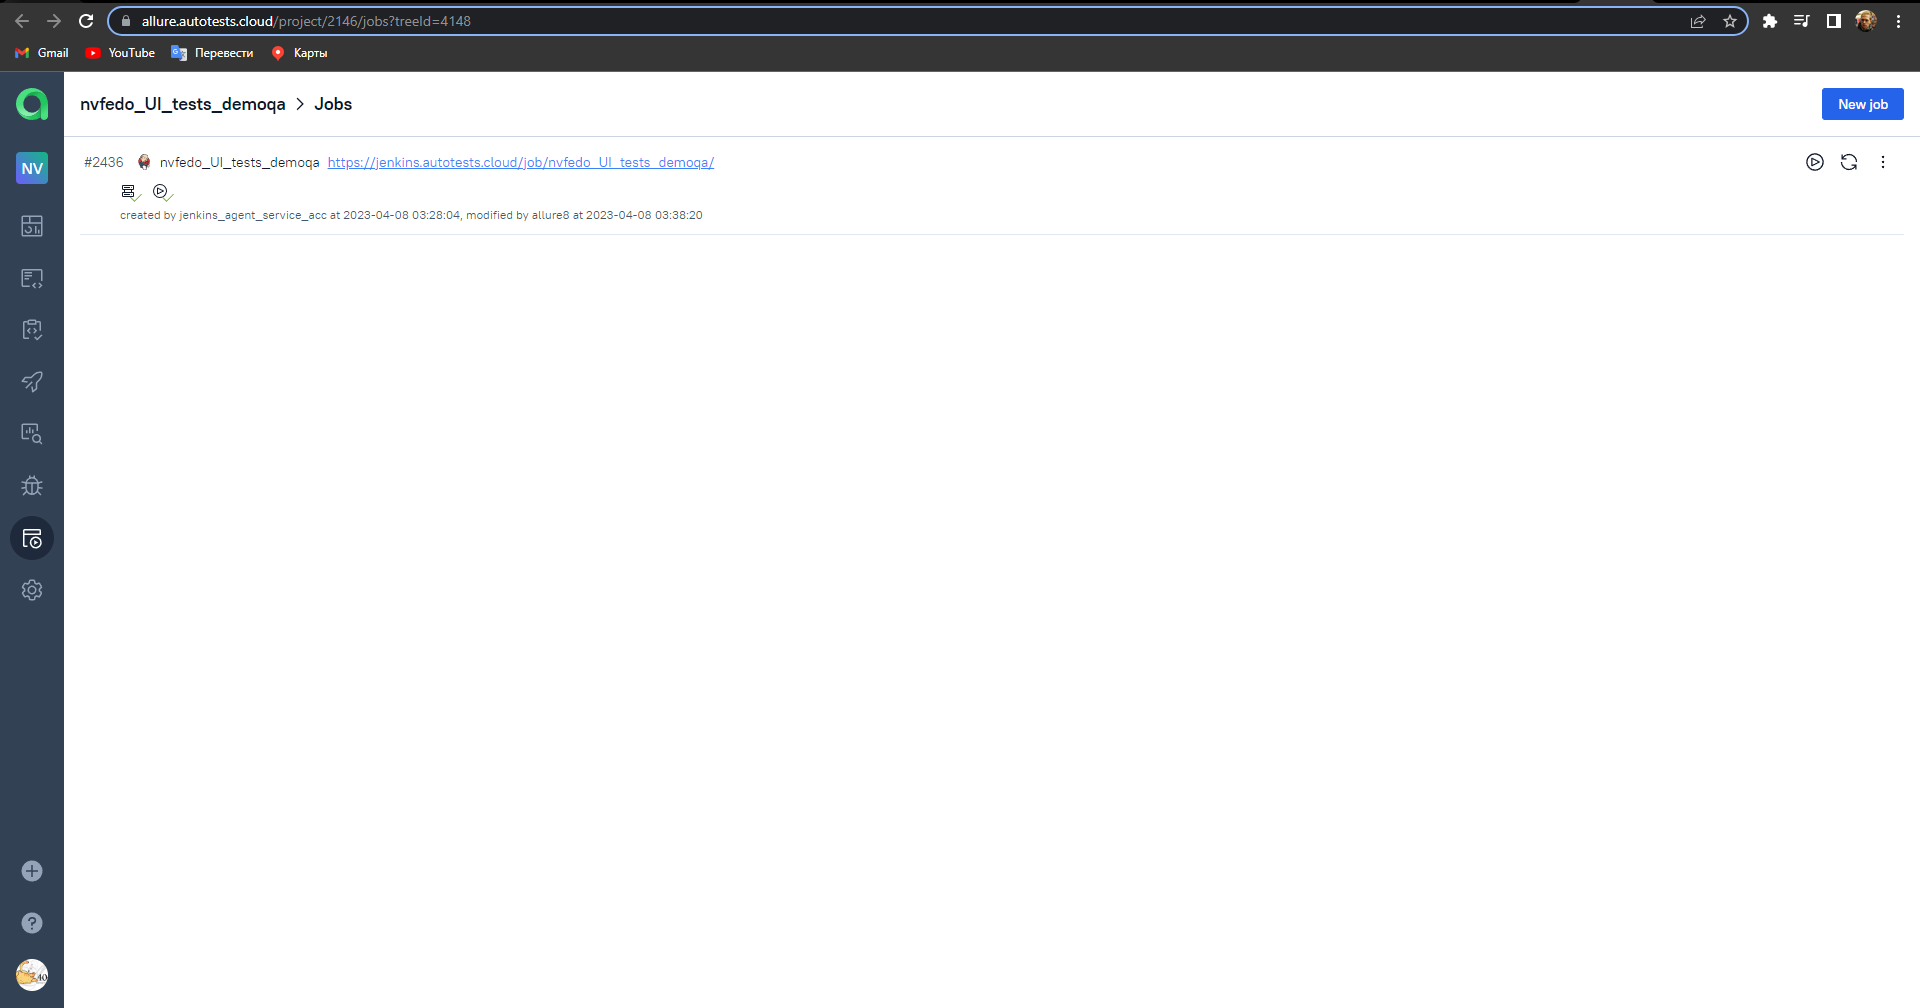 allure.autotests.cloud/project/2146/jobs?treeId=4148
Gmail YouTube Перевести Карты
nvfedo_UI_tests_demoqa > Jobs
New job
NV
#2436 nvfedo_UI_tests_demoqa https://jenkins.autotests.cloud/job/nvfedo_UI_tests_demoqa/
created by jenkins_agent_service_acc at 2023-04-08 03:28:04, modified by allure8 at 2023-04-08 03:38:20